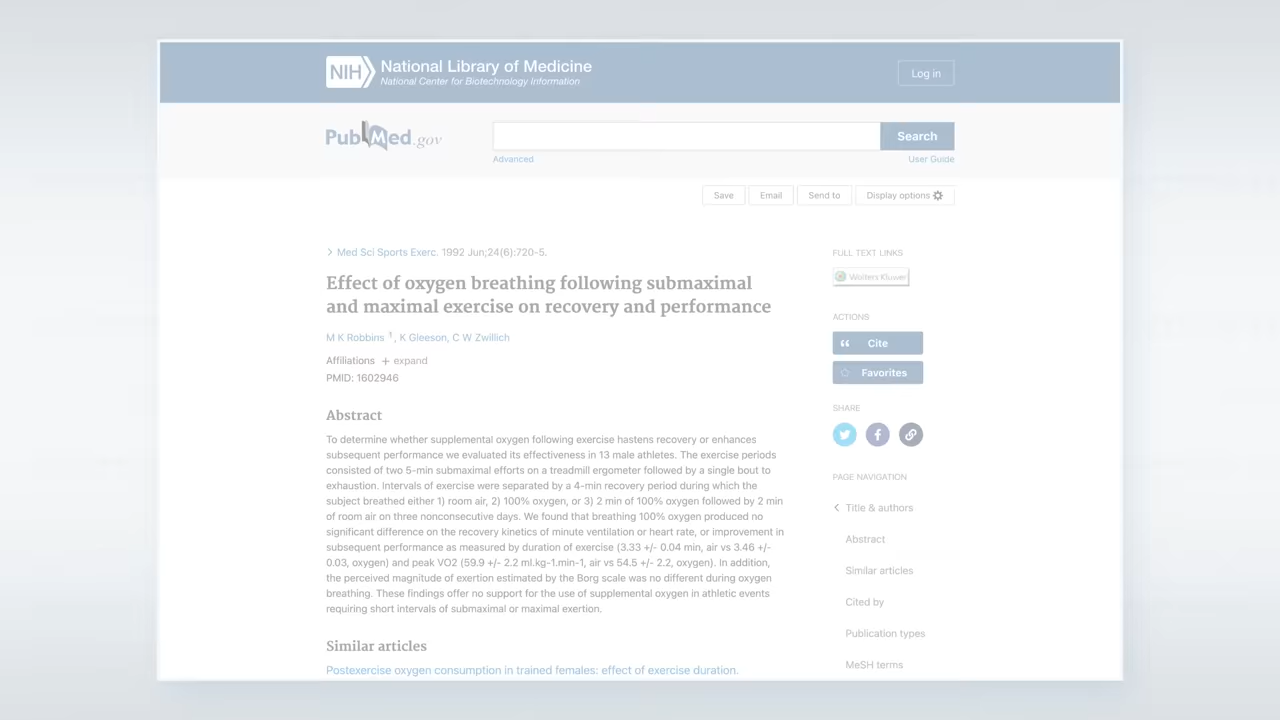 NIH National Library of Medicine
National Center for Biotechnology Information
Log in
PubMed.gov
Search
Advanced
User Guide
Save
Email
Send to
Display options
Med Sci Sports Exerc. 1992 Jun;24(6):720-5.
Effect of oxygen breathing following submaximal
and maximal exercise on recovery and performance
M K Robbins 1, K Gleeson, C W Zwillich
Affiliations + expand
PMID: 1602946
Abstract
To determine whether supplemental oxygen following exercise hastens recovery or enhances
subsequent performance we evaluated its effectiveness in 13 male athletes. The exercise periods
consisted of two 5-min submaximal efforts on a treadmill ergometer followed by a single bout to
exhaustion. Intervals of exercise were separated by a 4-min recovery period during which the
subject breathed either 1) room air, 2) 100% oxygen, or 3) 2 min of 100% oxygen followed by 2 min
of room air on three nonconsecutive days. We found that breathing 100% oxygen produced no
significant difference on the recovery kinetics of minute ventilation or heart rate, or improvement in
subsequent performance as measured by duration of exercise (3.33 +/- 0.04 min, air vs 3.46 +/-
0.03, oxygen) and peak VO2 (59.9 +/- 2.2 ml.kg-1.min-1, air vs 54.5 +/- 2.2, oxygen). In addition,
the perceived magnitude of exertion estimated by the Borg scale was no different during oxygen
breathing. These findings offer no support for the use of supplemental oxygen in athletic events
requiring short intervals of submaximal or maximal exertion.
Similar articles
Postexercise oxygen consumption in trained females: effect of exercise duration.
FULL TEXT LINKS
Wolters Kluwer
ACTIONS
Cite
Favorites
SHARE
PAGE NAVIGATION
Title & authors
Abstract
Similar articles
Cited by
Publication types
MeSH terms